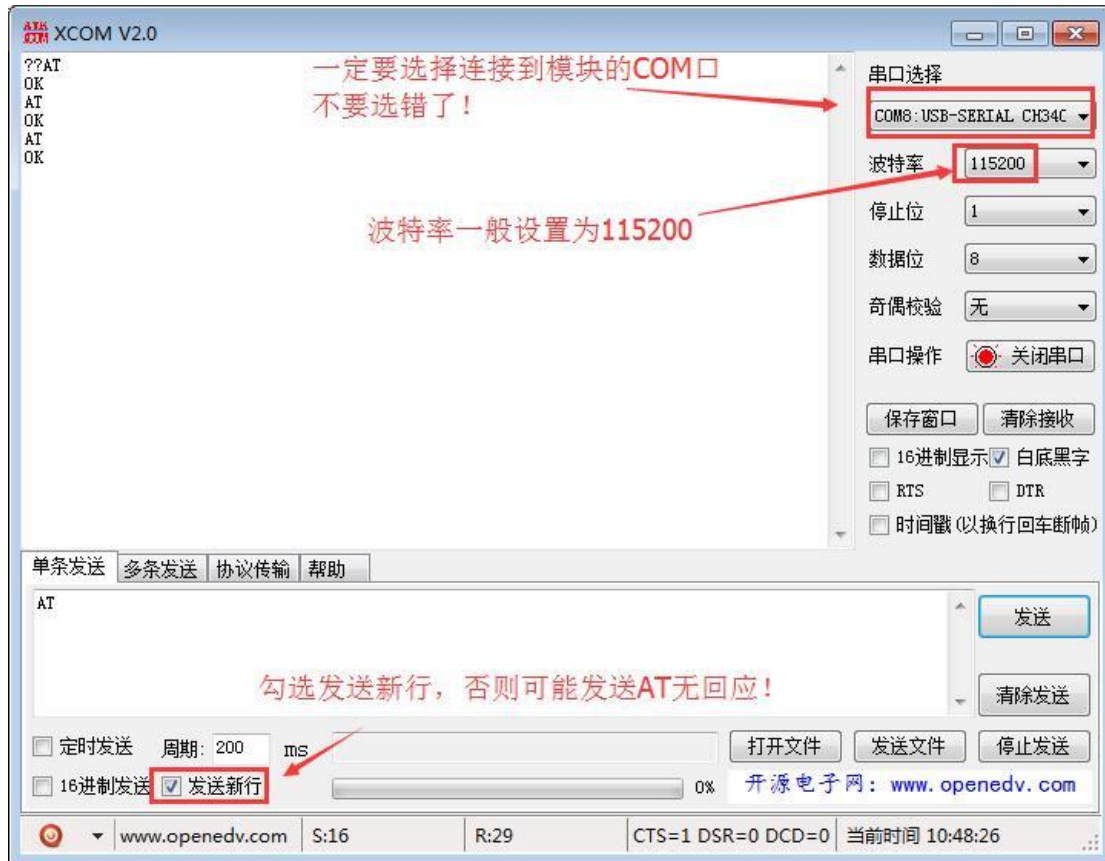 XCOM V2.0
??AT
OK
AT
OK
AT
OK
一定要选择连接到模块的COM口
不要选错了!
波特率一般设置为115200
串口选择
COM8:USB-SERIAL CH34C
波特率 115200
停止位 1
数据位 8
奇偶校验 无
串口操作 关闭串口
保存窗口 清除接收
16进制显示 白底黑字
RTS DTR
时间戳(以换行回车断帧)
单条发送 多条发送 协议传输 帮助
AT
发送
勾选发送新行，否则可能发送AT无回应!
清除发送
定时发送 周期: 200 ms 打开文件 发送文件 停止发送
16进制发送 发送新行 0% 开源电子网: www.openedv.com
www.openedv.com S:16 R:29 CTS=1 DSR=0 DCD=0 当前时间 10:48:26